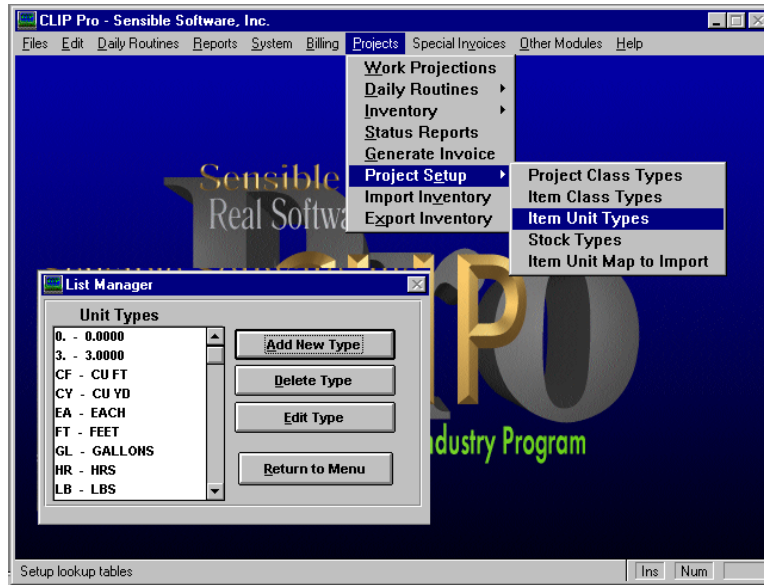 CLIP Pro - Sensible Software, Inc.
Files Edit Daily Routines Reports System Billing Projects Special Invoices Other Modules Help
Work Projections
Daily Routines
Inventory
Status Reports
Generate Invoice
Project Setup
Import Inventory
Export Inventory
Project Class Types
Item Class Types
Item Unit Types
Stock Types
Item Unit Map to Import
Sensible
Real Softwa
List Manager
Unit Types
0. - 0.0000
3. - 3.0000
CF - CU FT
CY - CU YD
EA - EACH
FT - FEET
GL - GALLONS
HR - HRS
LB - LBS
Add New Type
Delete Type
Edit Type
Return to Menu
dustry Program
Setup lookup tables
Ins Num